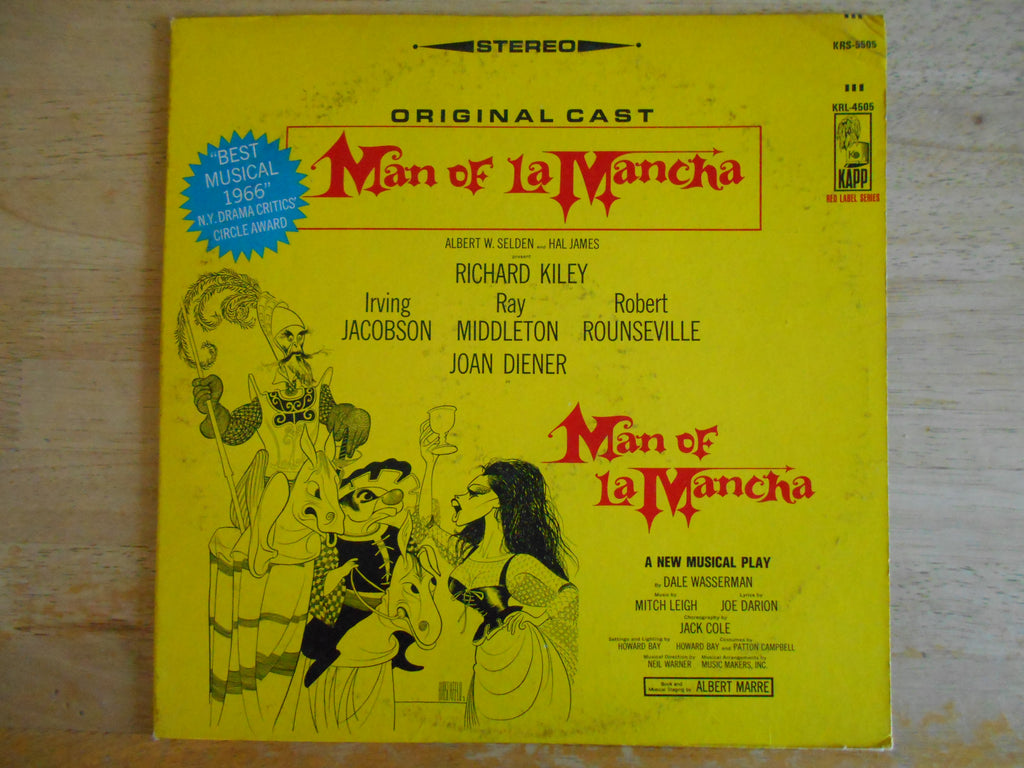 STEREO
KRS-5505
ORIGINAL CAST
KRL-4505
KAPP
RED LABEL SERIES
"BEST
MUSICAL
1966"
N.Y. DRAMA CRITICS'
CIRCLE AWARD
Man of La Mancha
ALBERT W. SELDEN and HAL JAMES
present
RICHARD KILEY
Irving Ray Robert
JACOBSON MIDDLETON ROUNSEVILLE
JOAN DIENER
in
Man of
La Mancha
A NEW MUSICAL PLAY
By DALE WASSERMAN
Music by Lyrics by
MITCH LEIGH JOE DARION
Choreography by
JACK COLE
Settings and Lighting by Costumes by
HOWARD BAY HOWARD BAY and PATTON CAMPBELL
Musical Direction by Musical Arrangements by
NEIL WARNER MUSIC MAKERS, INC.
Book and
Musical Staging by ALBERT MARRE